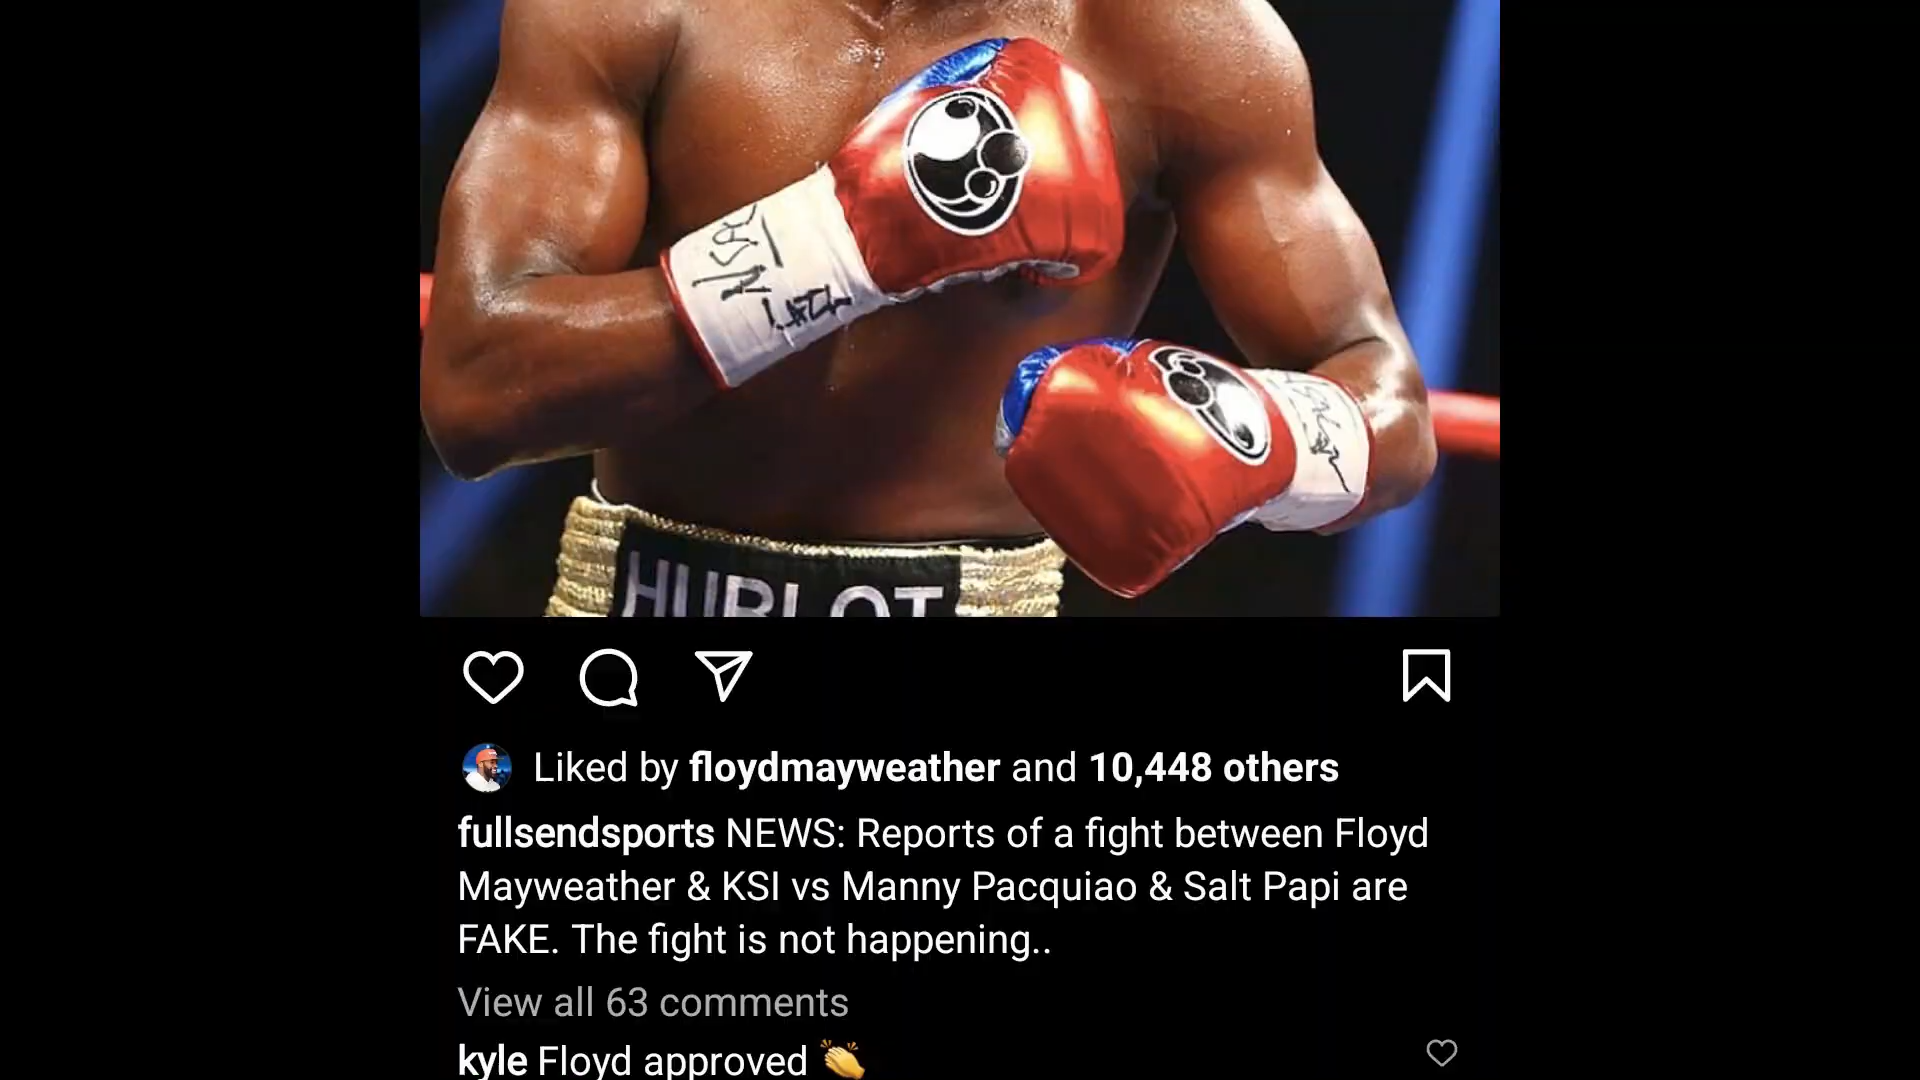 HUBLOT
Liked by floydmayweather and 10,448 others
fullsendsports NEWS: Reports of a fight between Floyd
Mayweather & KSI vs Manny Pacquiao & Salt Papi are
FAKE. The fight is not happening..
View all 63 comments
kyle Floyd approved 👏